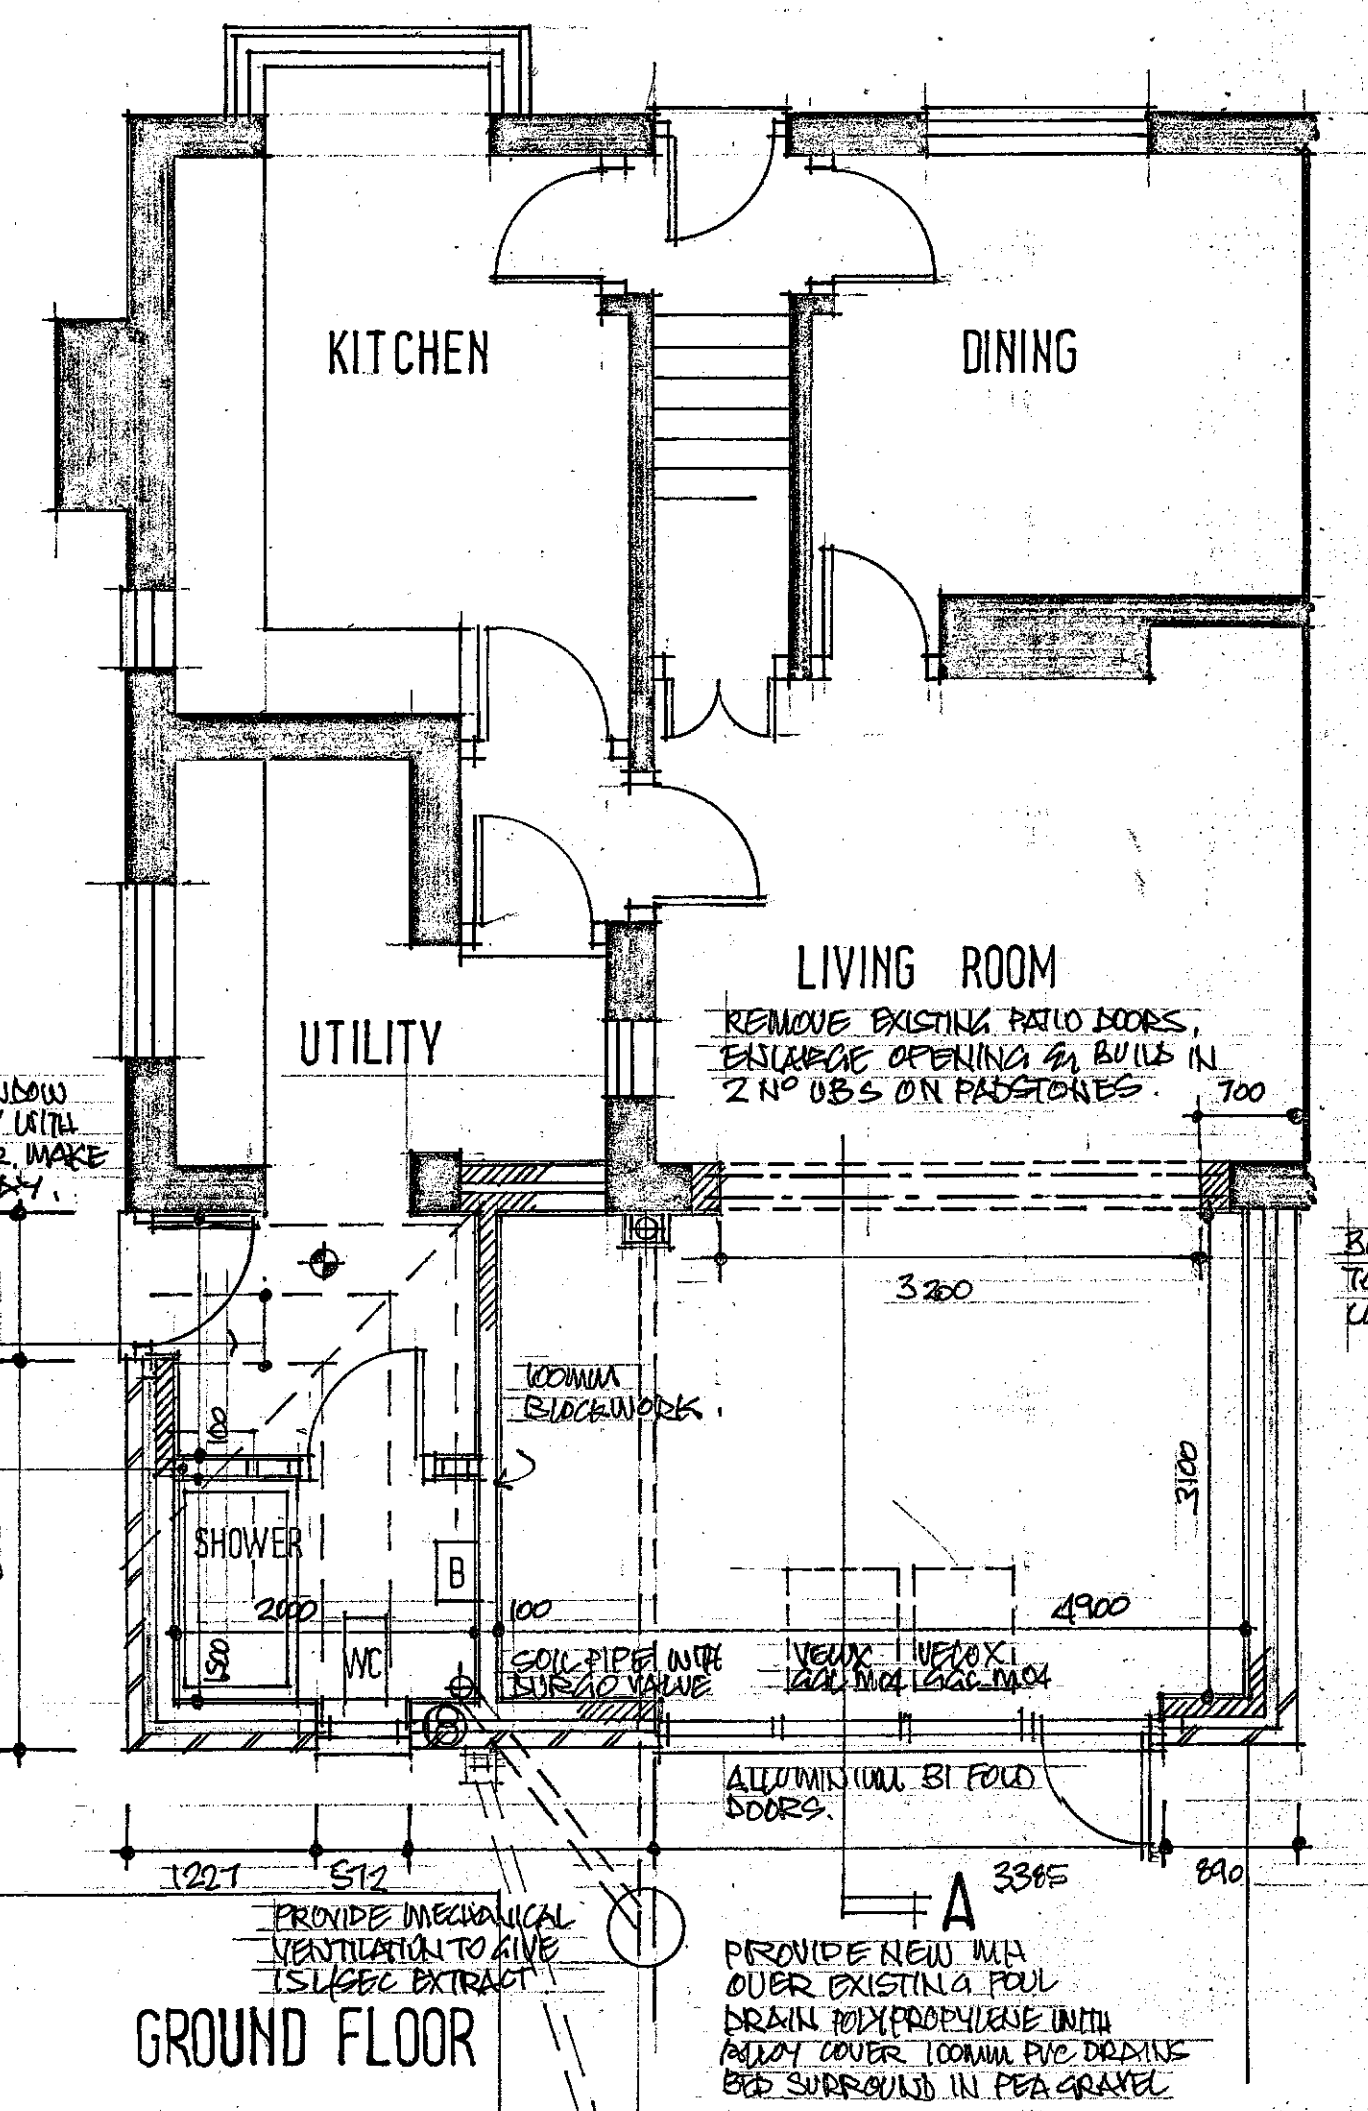 KITCHEN
DINING
LIVING ROOM
REMOVE EXISTING PATIO DOORS,
ENLARGE OPENING & BUILD IN
2 Nº UBS ON PADSTONES.
700
UTILITY
WITH
MAKE
3200
100MM
BLOCKWORK.
100
3100
SHOWER
B
2000
100
4900
1500
WC
SOIL PIPE WITH
DURGO VALVE
VELUX
GGL M04
VELUX
GGL M04
ALLUMINIUM BI FOLD
DOORS.
1227
572
3385
890
A
PROVIDE MECHANICAL
VENTILATION TO GIVE
15L/SEC EXTRACT
PROVIDE NEW MH
OVER EXISTING FOUL
DRAIN POLYPROPYLENE WITH
ALLOY COVER 100MM PVC DRAINS
BED SURROUND IN PEA GRAVEL
GROUND FLOOR